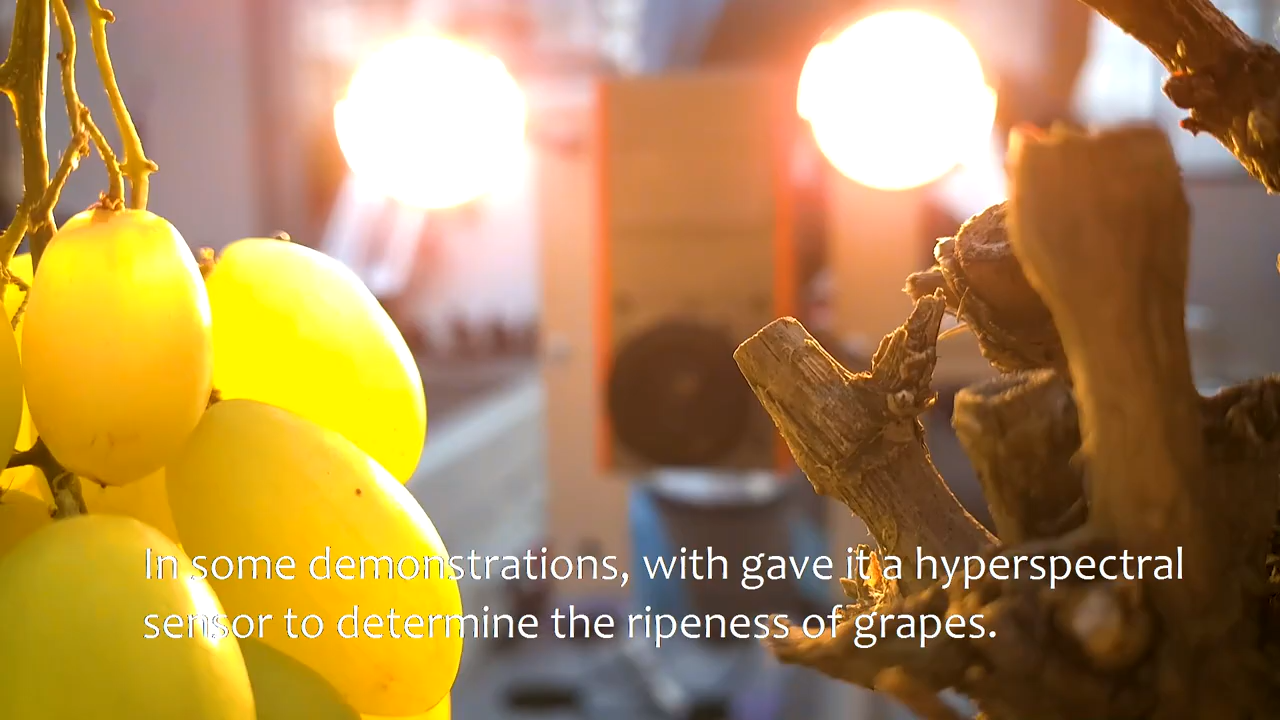 In some demonstrations, with gave it a hyperspectral
sensor to determine the ripeness of grapes.